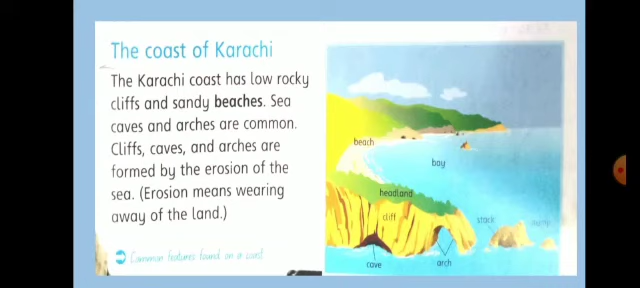 The coast of Karachi
The Karachi coast has low rocky
cliffs and sandy beaches. Sea
caves and arches are common.
Cliffs, caves, and arches are
formed by the erosion of the
sea. (Erosion means wearing
away of the land.)
Common features found on a coast
beach
bay
headland
cliff
stack
stump
cave
arch